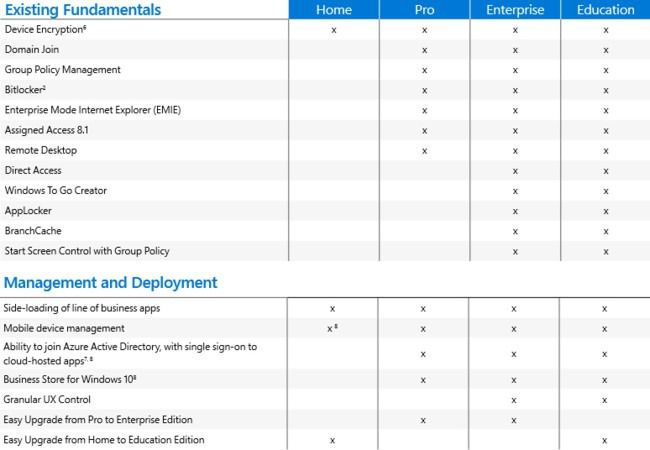 Existing Fundamentals Home Pro Enterprise Education
Device Encryption⁶ x x x x
Domain Join x x x
Group Policy Management x x x
Bitlocker² x x x
Enterprise Mode Internet Explorer (EMIE) x x x
Assigned Access 8.1 x x x
Remote Desktop x x x
Direct Access x x
Windows To Go Creator x x
AppLocker x x
BranchCache x x
Start Screen Control with Group Policy x x
Management and Deployment
Side-loading of line of business apps x x x x
Mobile device management x ⁸ x x x
Ability to join Azure Active Directory, with single sign-on to
cloud-hosted apps⁷· ⁸ x x x
Business Store for Windows 10⁸ x x x
Granular UX Control x x
Easy Upgrade from Pro to Enterprise Edition x x
Easy Upgrade from Home to Education Edition x x